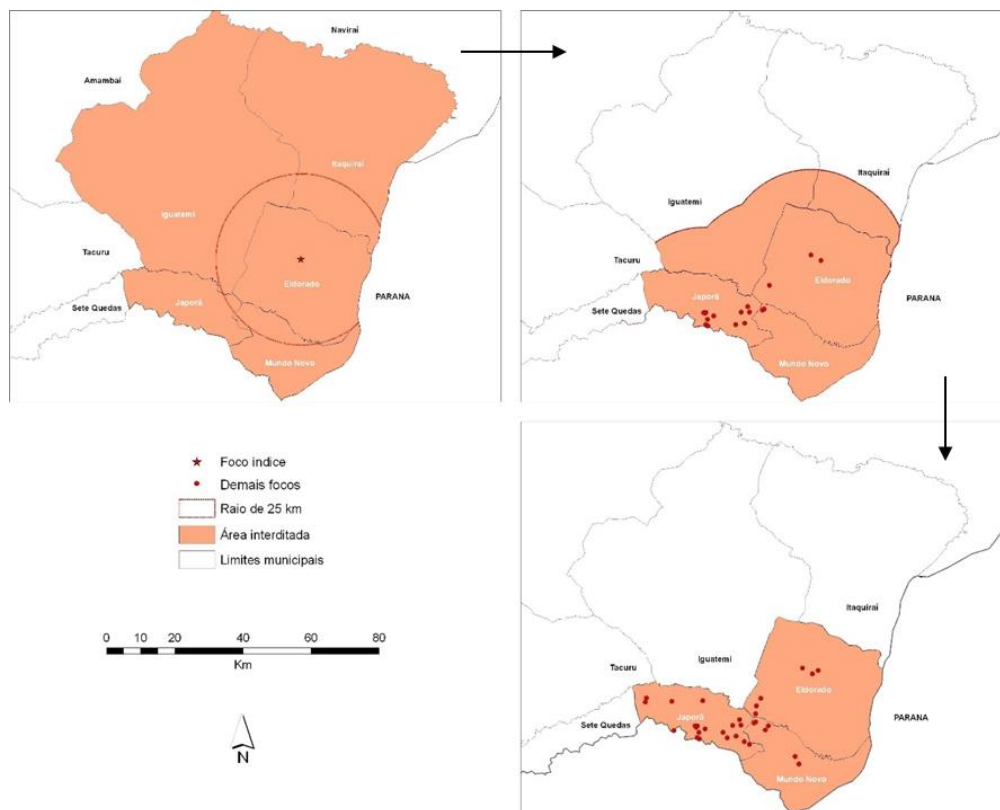 Naviraí
Amambai
Itaquirai
Iguatemi
Tacuru
Eldorado
PARANA
Japorã
Sete Quedas
Mundo Novo
Itaquirai
Iguatemi
Tacuru
Eldorado
Japorã
PARANA
Sete Quedas
Mundo Novo
Foco índice
Demais focos
Raio de 25 km
Área interditada
Limites municipais
0 5 10 20 40 60 80
Km
N
Itaquirai
Iguatemi
Tacuru
Eldorado
Japorã
PARANA
Sete Quedas
Mundo Novo